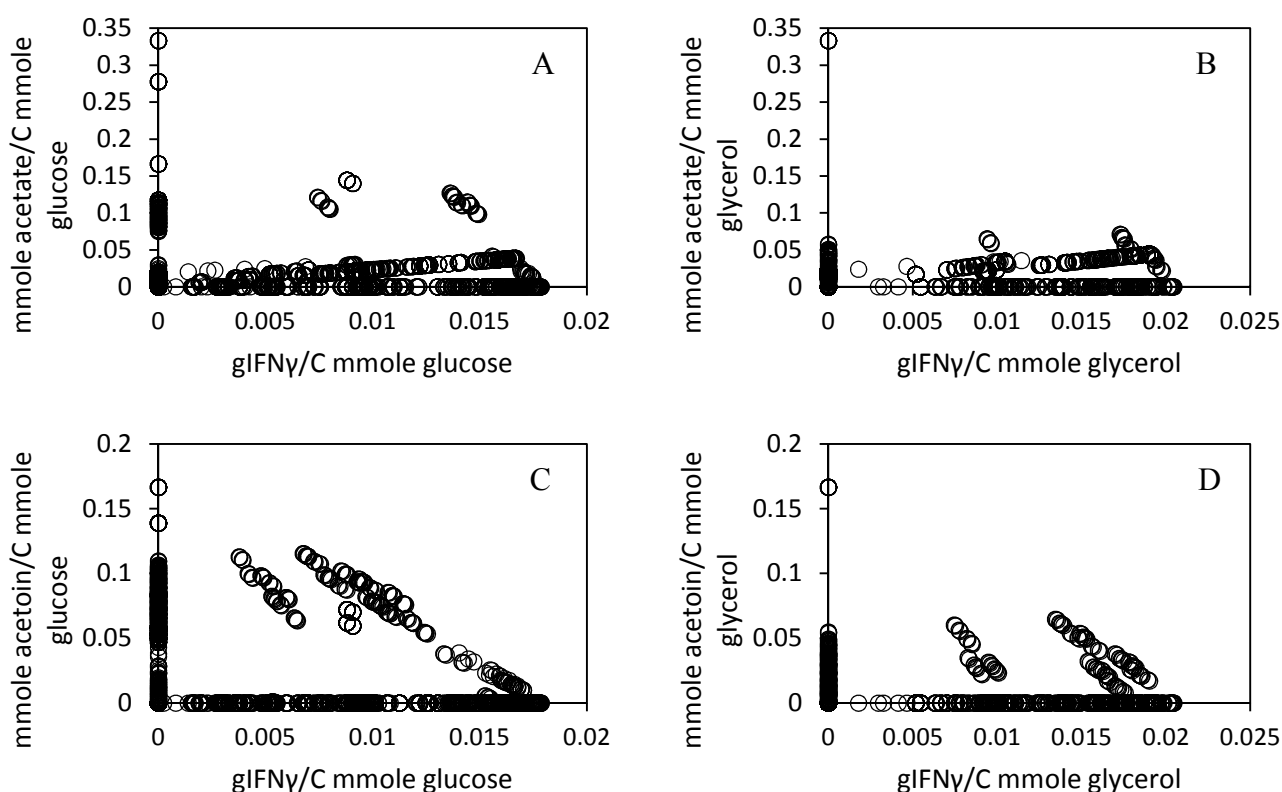 mmole acetate/C mmole
glucose
0.35
0.3
0.25
0.2
0.15
0.1
0.05
0
A
0 0.005 0.01 0.015 0.02
gIFNγ/C mmole glucose
mmole acetate/C mmole
glycerol
0.35
0.3
0.25
0.2
0.15
0.1
0.05
0
B
0 0.005 0.01 0.015 0.02 0.025
gIFNγ/C mmole glycerol
mmole acetoin/C mmole
glucose
0.2
0.15
0.1
0.05
0
C
0 0.005 0.01 0.015 0.02
gIFNγ/C mmole glucose
mmole acetoin/C mmole
glycerol
0.2
0.15
0.1
0.05
0
D
0 0.005 0.01 0.015 0.02 0.025
gIFNγ/C mmole glycerol